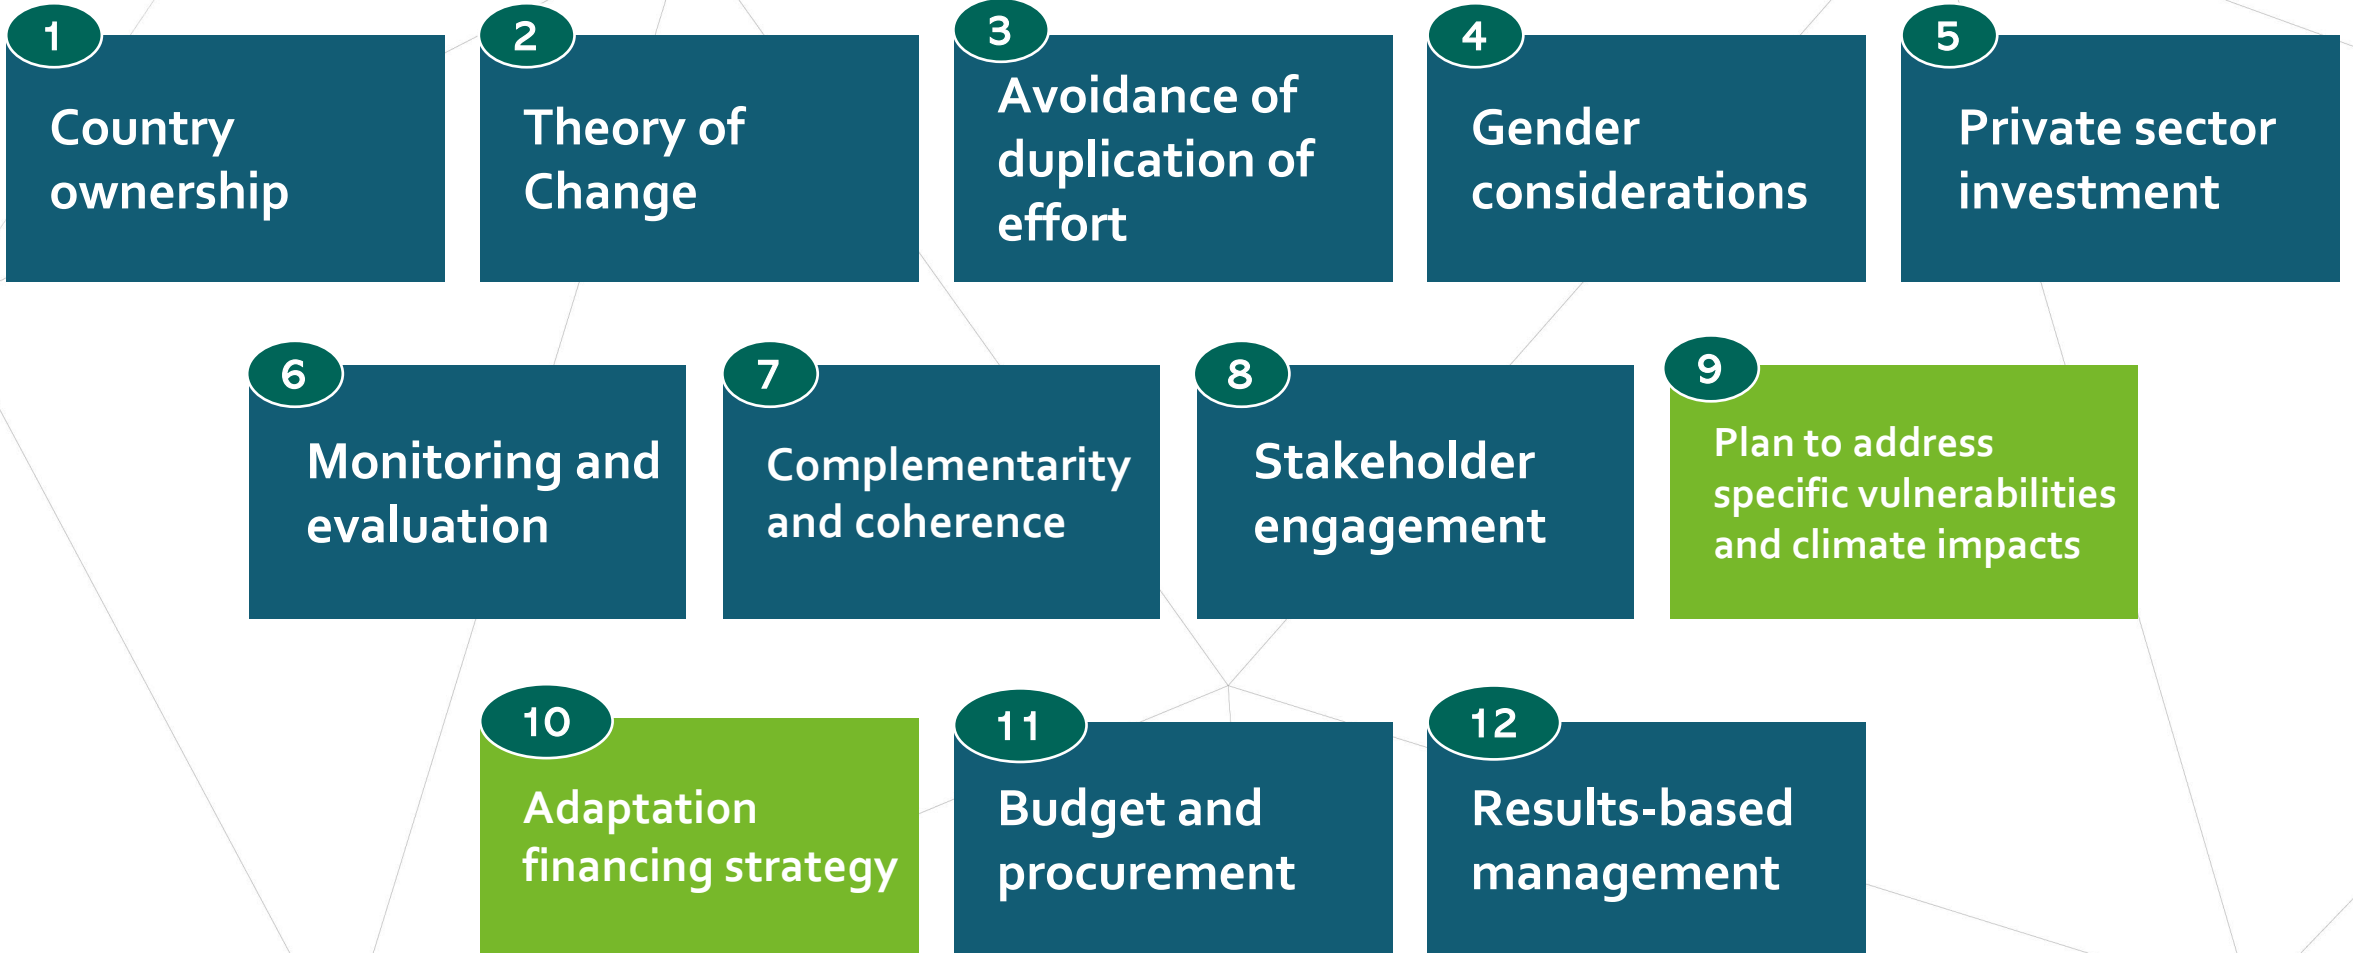 1
Country
ownership
2
Theory of
Change
3
Avoidance of
duplication of
effort
4
Gender
considerations
5
Private sector
investment
6
Monitoring and
evaluation
7
Complementarity
and coherence
8
Stakeholder
engagement
9
Plan to address
specific vulnerabilities
and climate impacts
10
Adaptation
financing strategy
11
Budget and
procurement
12
Results-based
management